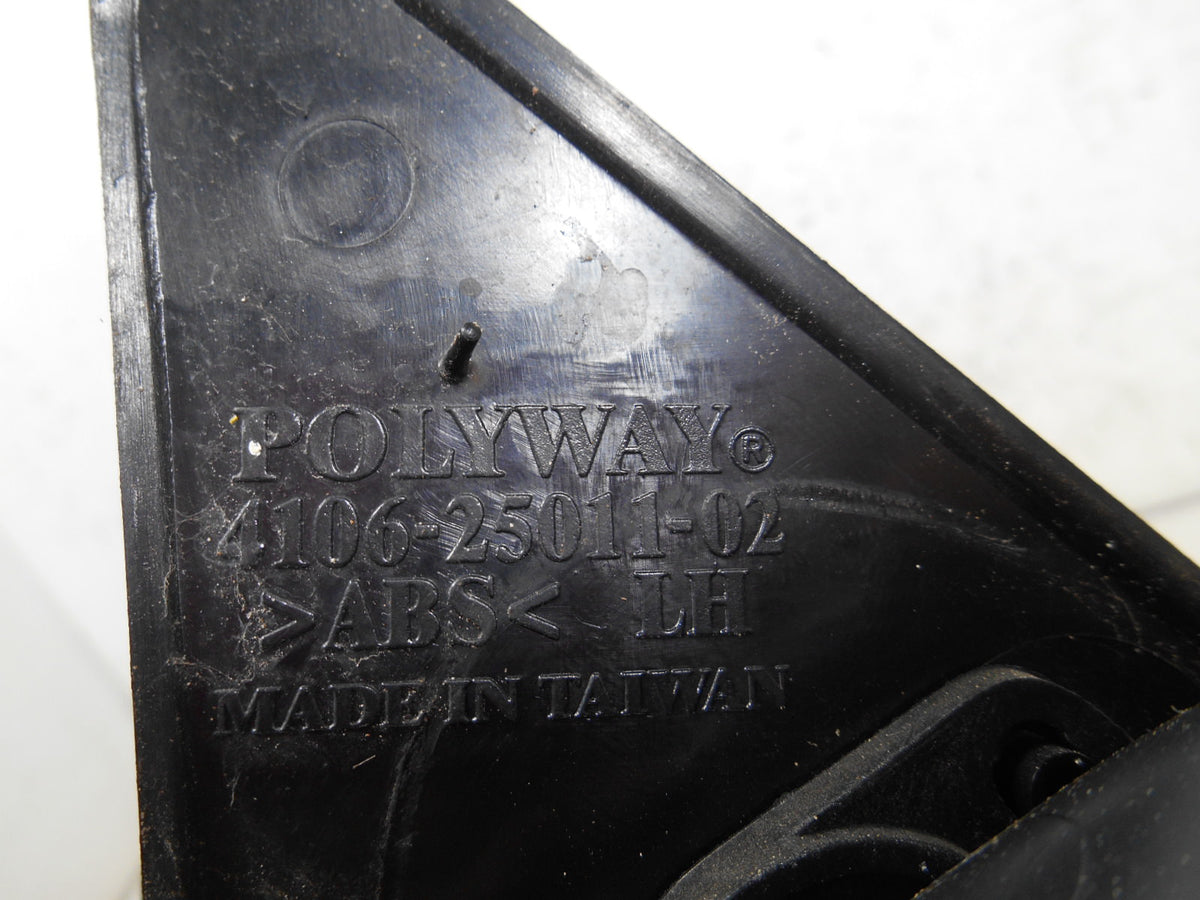 POLYWAY®
4106-25011-02
>ABS< LH
MADE IN TAIWAN